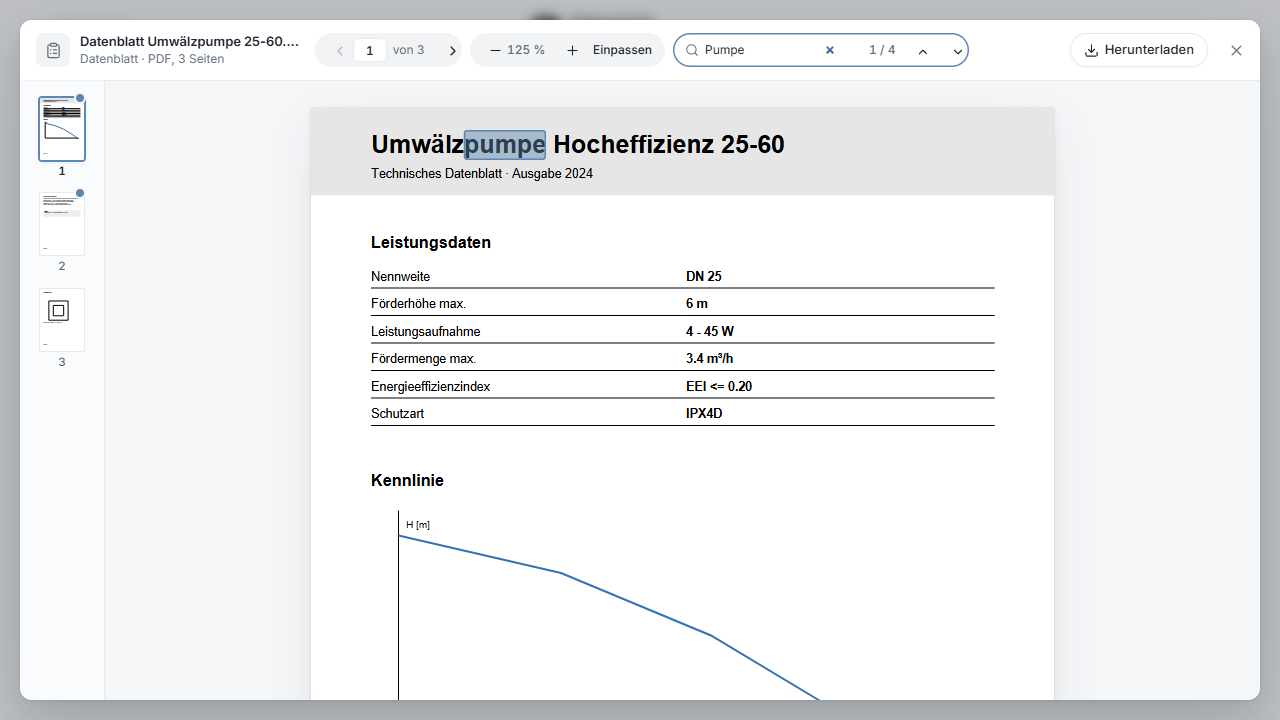 Datenblatt Umwälzpumpe 25-60....
Datenblatt · PDF, 3 Seiten
1 von 3
125 %
Einpassen
Pumpe
1 / 4
Herunterladen
1
2
3
Umwälzpumpe Hocheffizienz 25-60
Technisches Datenblatt · Ausgabe 2024
Leistungsdaten
Nennweite DN 25
Förderhöhe max. 6 m
Leistungsaufnahme 4 - 45 W
Fördermenge max. 3.4 m³/h
Energieeffizienzindex EEI <= 0.20
Schutzart IPX4D
Kennlinie
H [m]